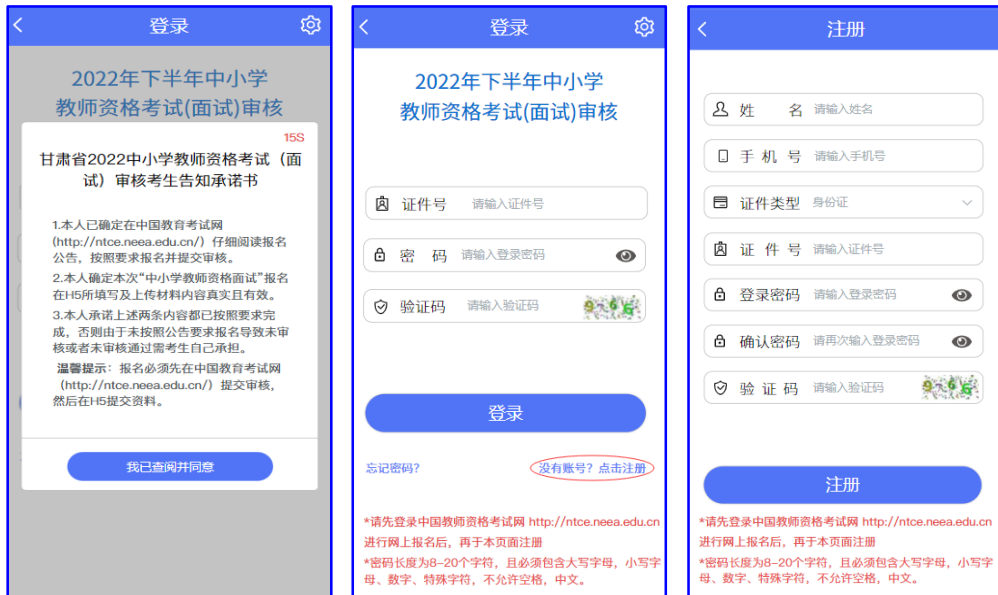 登录
2022年下半年中小学
教师资格考试(面试)审核
15S
甘肃省2022中小学教师资格考试（面
试）审核考生告知承诺书
1.本人已确定在中国教育考试网
(http://ntce.neea.edu.cn/）仔细阅读报名
公告，按照要求报名并提交审核。
2.本人确定本次“中小学教师资格面试”报名
在H5所填写及上传材料内容真实且有效。
3.本人承诺上述两条内容都已按照要求完
成，否则由于未按照公告要求报名导致未审
核或者未审核通过需考生自己承担。
温馨提示：报名必须先在中国教育考试网
（http://ntce.neea.edu.cn/）提交审核，
然后在H5提交资料。
我已查阅并同意
登录
2022年下半年中小学
教师资格考试(面试)审核
证件号 请输入证件号
密 码 请输入登录密码
验证码 请输入验证码
登录
忘记密码？ 没有账号？点击注册
*请先登录中国教师资格考试网 http://ntce.neea.edu.cn
进行网上报名后，再于本页面注册
*密码长度为8-20个字符，且必须包含大写字母，小写字
母、数字、特殊字符，不允许空格，中文。
注册
姓 名 请输入姓名
手 机 号 请输入手机号
证件类型 身份证
证 件 号 请输入证件号
登录密码 请输入登录密码
确认密码 请再次输入登录密码
验 证 码 请输入验证码
注册
*请先登录中国教师资格考试网 http://ntce.neea.edu.cn
进行网上报名后，再于本页面注册
*密码长度为8-20个字符，且必须包含大写字母，小写字
母、数字、特殊字符，不允许空格，中文。